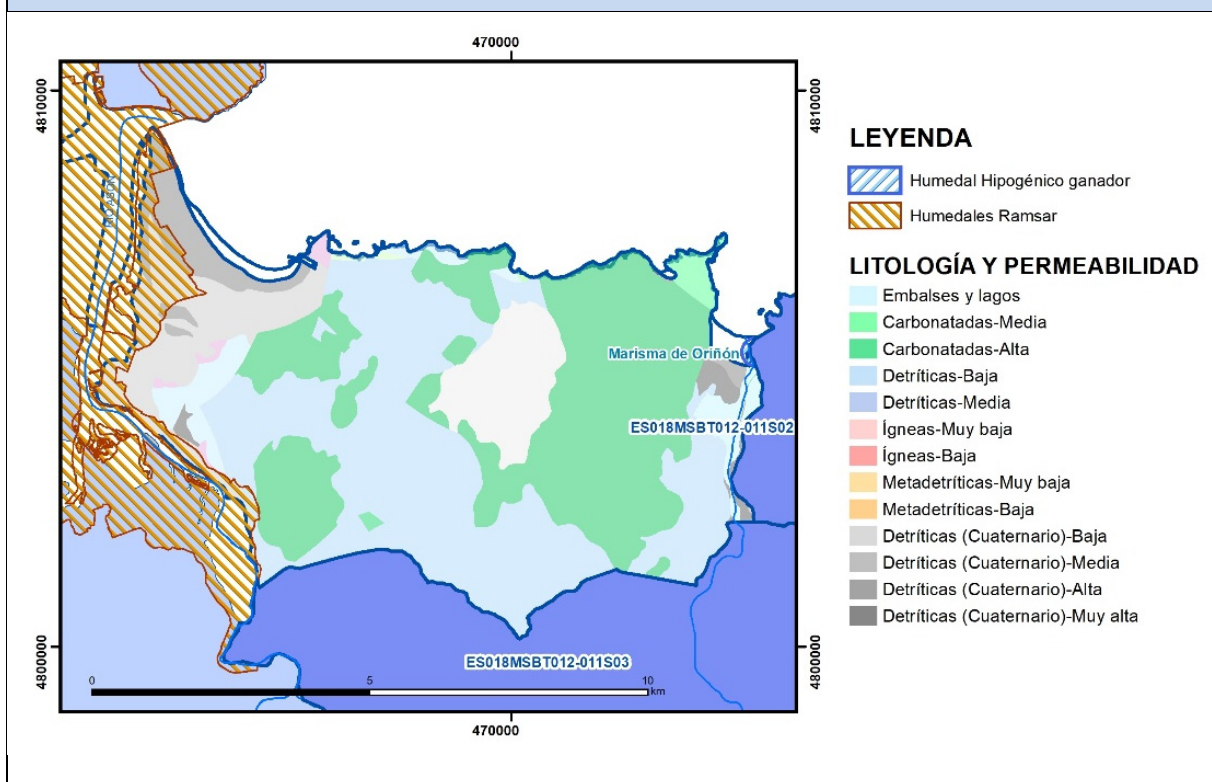 470000
4810000
4810000
LEYENDA
Humedal Hipogénico ganador
Humedales Ramsar
RIO ASON
LITOLOGÍA Y PERMEABILIDAD
Embalses y lagos
Carbonatadas-Media
Carbonatadas-Alta
Marisma de Oriñón
Detríticas-Baja
Detríticas-Media
ES018MSBT012-011S02
Ígneas-Muy baja
Ígneas-Baja
Metadetríticas-Muy baja
Metadetríticas-Baja
Detríticas (Cuaternario)-Baja
Detríticas (Cuaternario)-Media
Detríticas (Cuaternario)-Alta
Detríticas (Cuaternario)-Muy alta
4800000
4800000
ES018MSBT012-011S03
0 5 10
km
470000